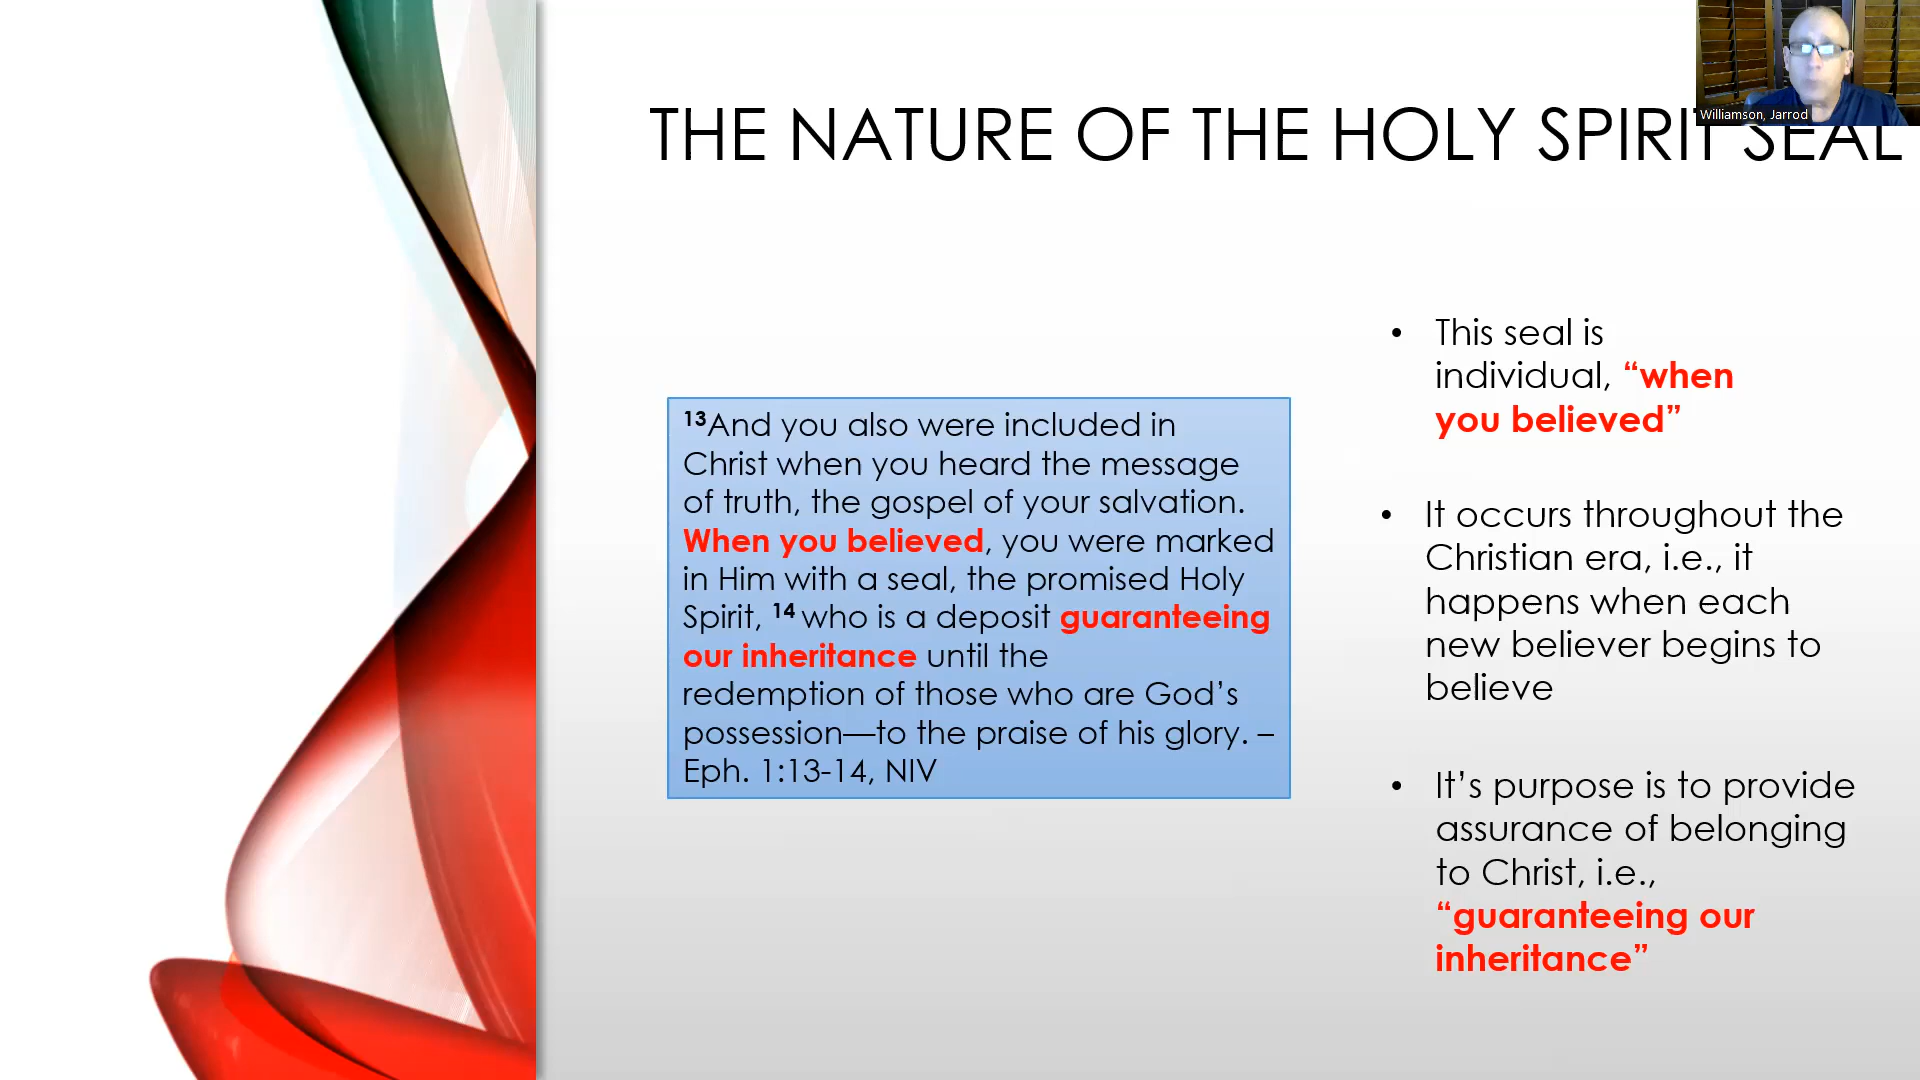 THE NATURE OF THE HOLY SPIRIT SEAL
Williamson, Jarrod
13And you also were included in
Christ when you heard the message
of truth, the gospel of your salvation.
When you believed, you were marked
in Him with a seal, the promised Holy
Spirit, 14 who is a deposit guaranteeing
our inheritance until the
redemption of those who are God’s
possession—to the praise of his glory. –
Eph. 1:13-14, NIV
• This seal is
individual, “when
you believed”
• It occurs throughout the
Christian era, i.e., it
happens when each
new believer begins to
believe
• It’s purpose is to provide
assurance of belonging
to Christ, i.e.,
“guaranteeing our
inheritance”